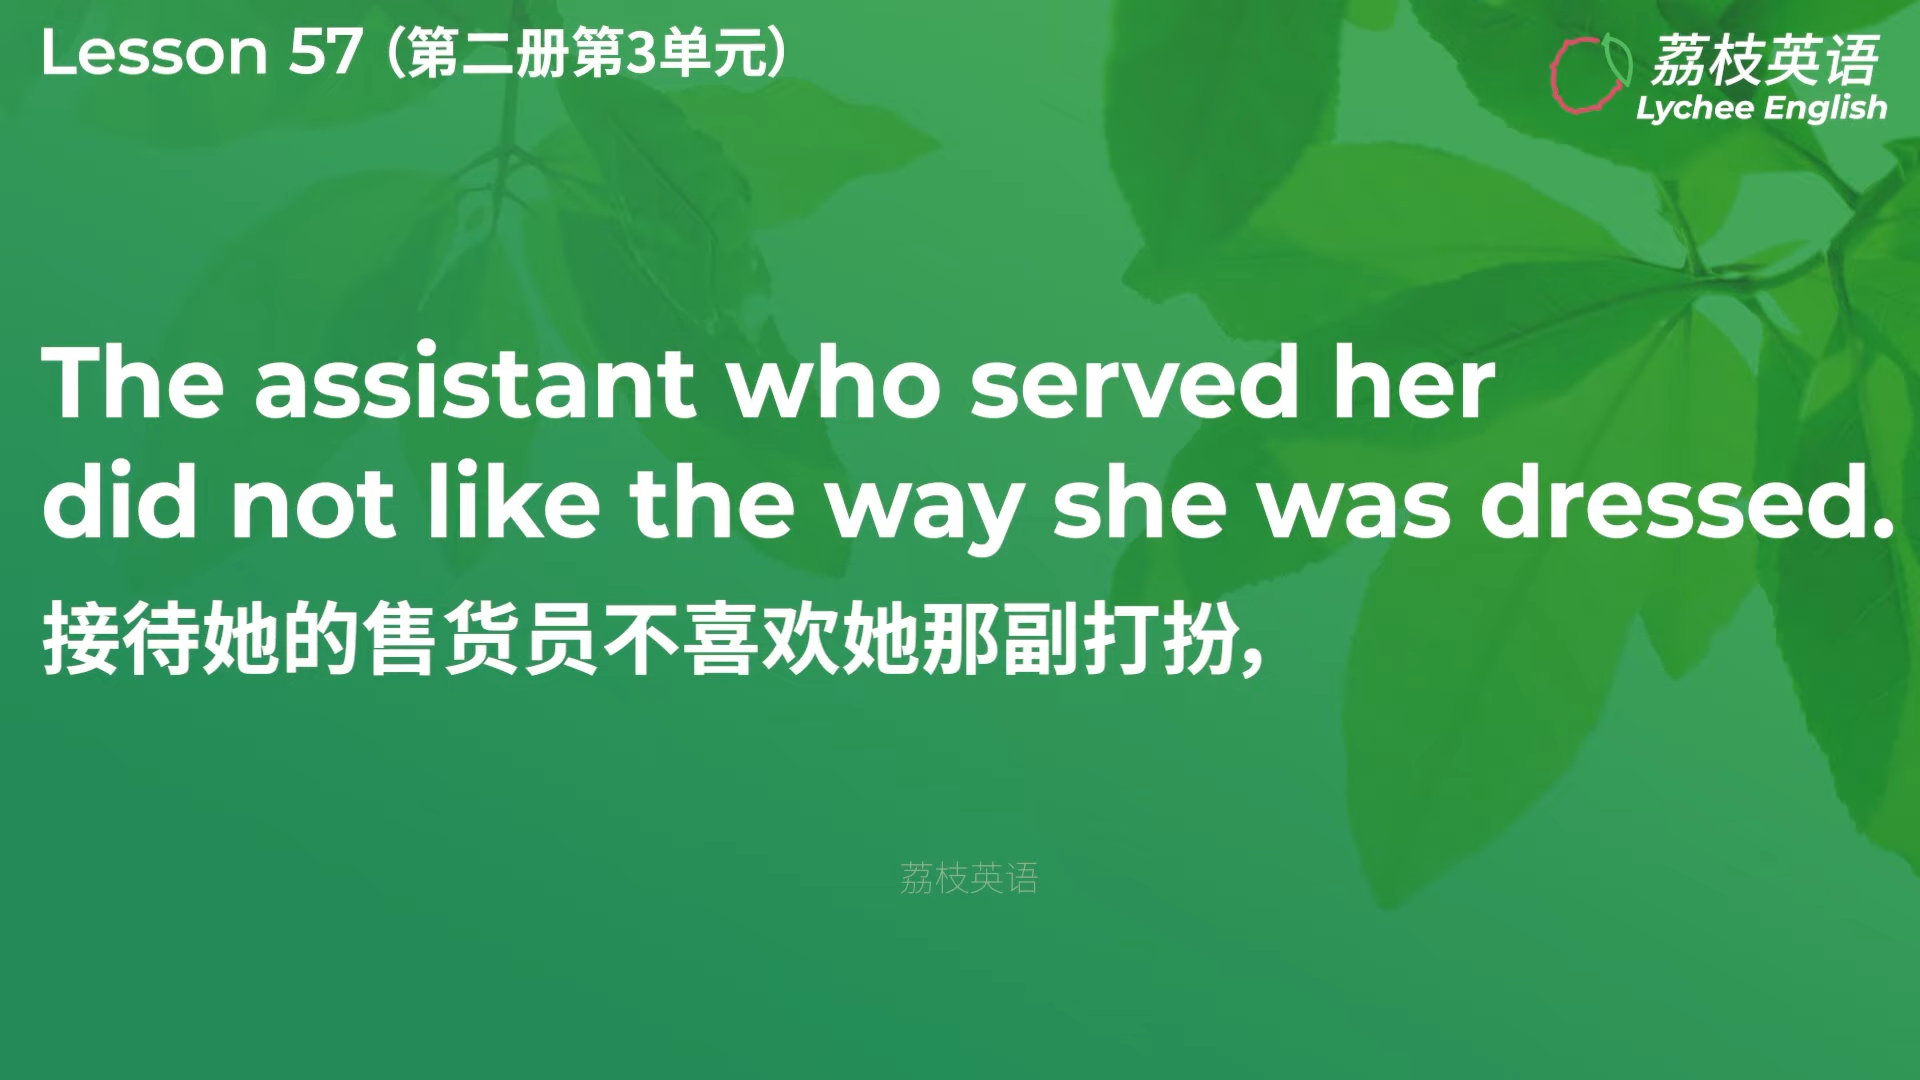 Lesson 57（第二册第3单元）
荔枝英语
Lychee English
The assistant who served her
did not like the way she was dressed.
接待她的售货员不喜欢她那副打扮,
荔枝英语